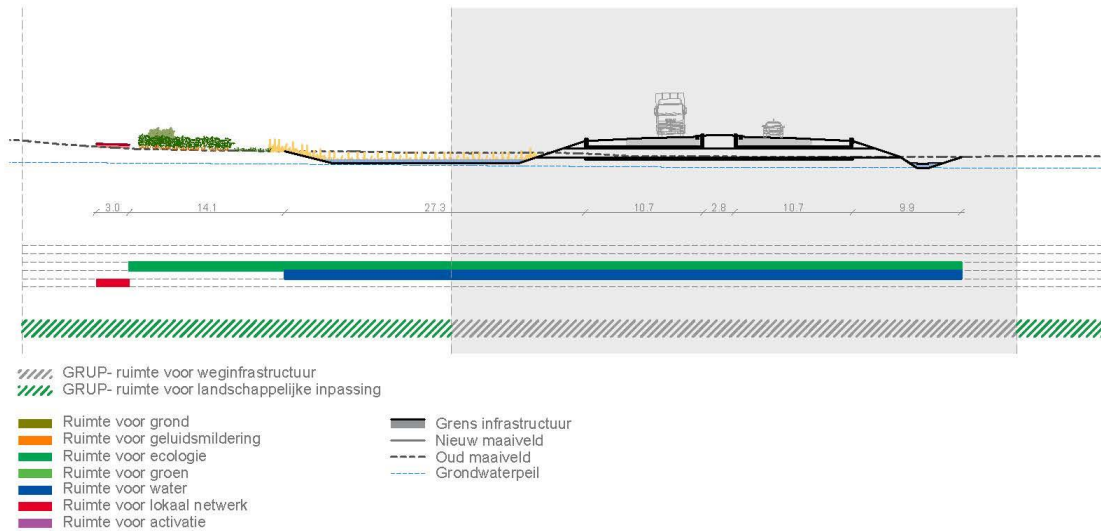 3.0 14.1 27.3 10.7 2.8 10.7 9.9
GRUP- ruimte voor weginfrastructuur
GRUP- ruimte voor landschappelijke inpassing
Ruimte voor grond
Ruimte voor geluidsmildering
Ruimte voor ecologie
Ruimte voor groen
Ruimte voor water
Ruimte voor lokaal netwerk
Ruimte voor activatie
Grens infrastructuur
Nieuw maaiveld
Oud maaiveld
Grondwaterpeil